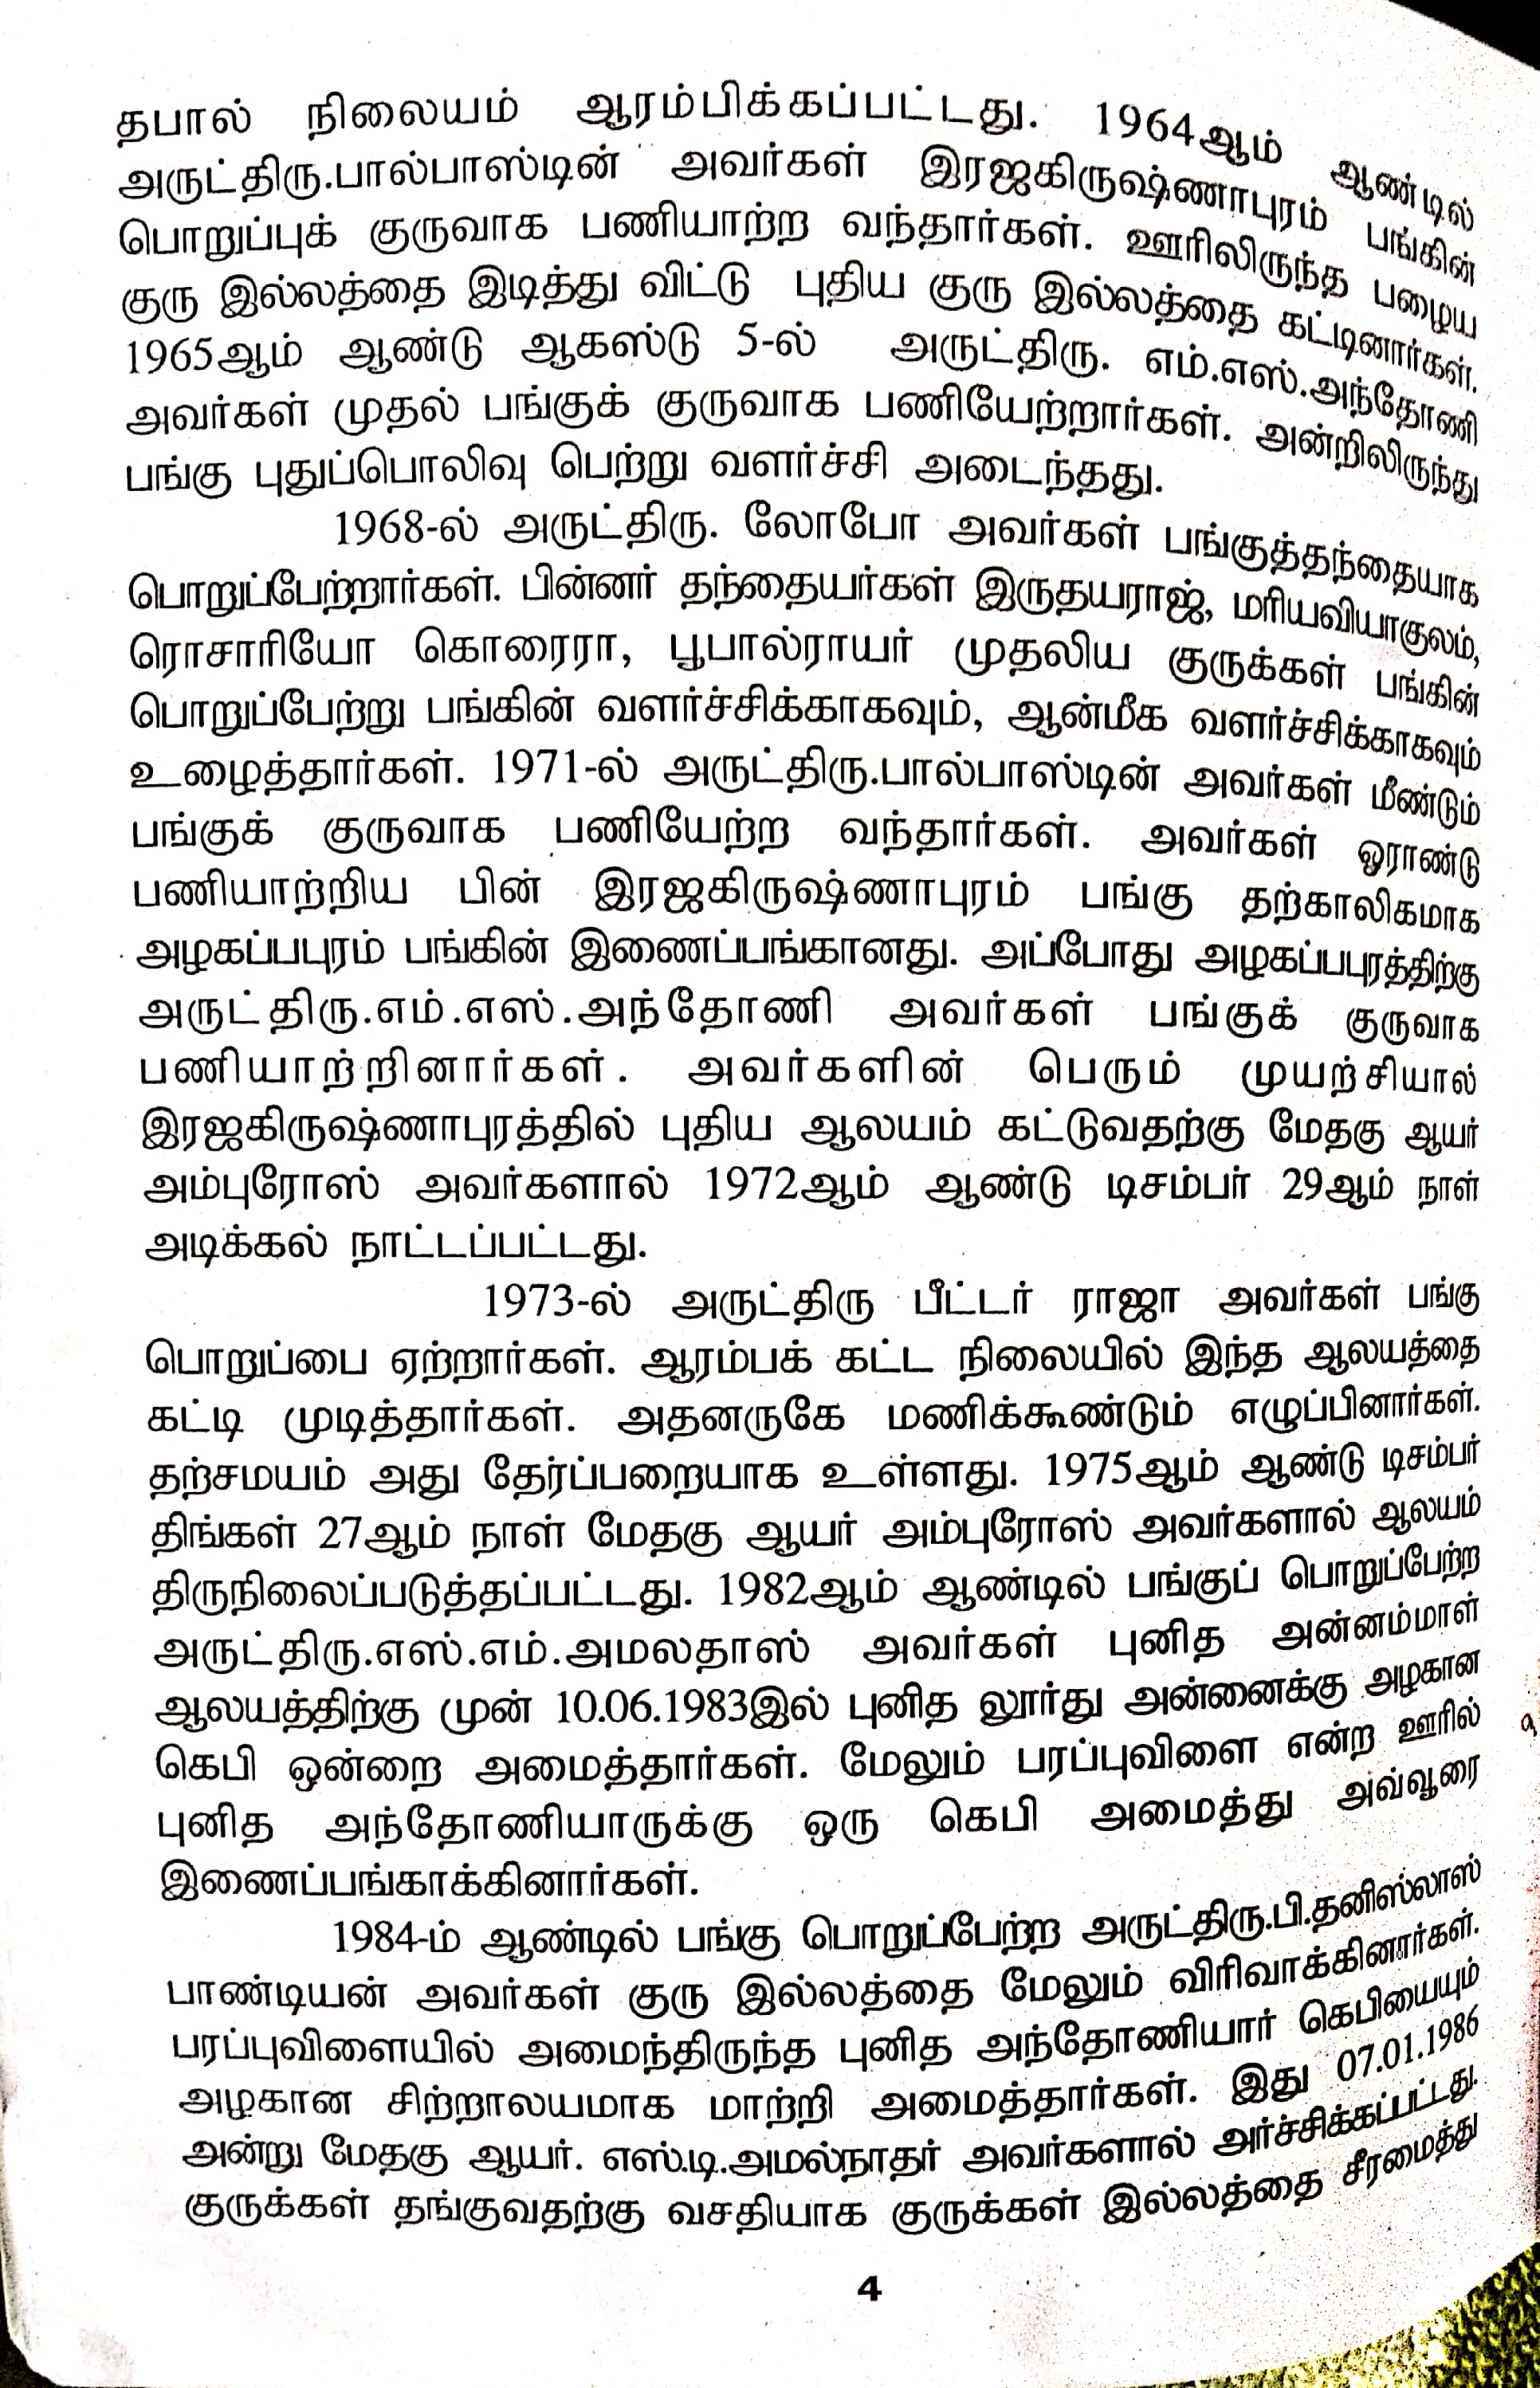 தபால் நிலையம் ஆரம்பிக்கப்பட்டது. 1964ஆம் ஆண்டில்
அருட்திரு.பால்பாஸ்டின் அவர்கள் இரஜகிருஷ்ணாபுரம் பங்கின்
பொறுப்புக் குருவாக பணியாற்ற வந்தார்கள். ஊரிலிருந்த பழைய
குரு இல்லத்தை இடித்து விட்டு புதிய குரு இல்லத்தை கட்டினார்கள்.
1965ஆம் ஆண்டு ஆகஸ்டு 5-ல் அருட்திரு. எம்.எஸ்.அந்தோணி
அவர்கள் முதல் பங்குக் குருவாக பணியேற்றார்கள். அன்றிலிருந்து
பங்கு புதுப்பொலிவு பெற்று வளர்ச்சி அடைந்தது.
1968-ல் அருட்திரு. லோபோ அவர்கள் பங்குத்தந்தையாக
பொறுப்பேற்றார்கள். பின்னர் தந்தையர்கள் இருதயராஜ், மரியவியாகுலம்,
ரொசாரியோ கொரைரா, பூபால்ராயர் முதலிய குருக்கள் பங்கின்
பொறுப்பேற்று பங்கின் வளர்ச்சிக்காகவும், ஆன்மீக வளர்ச்சிக்காகவும்
உழைத்தார்கள். 1971-ல் அருட்திரு.பால்பாஸ்டின் அவர்கள் மீண்டும்
பங்குக் குருவாக பணியேற்ற வந்தார்கள். அவர்கள் ஓராண்டு
பணியாற்றிய பின் இரஜகிருஷ்ணாபுரம் பங்கு தற்காலிகமாக
அழகப்பபுரம் பங்கின் இணைப்பங்கானது. அப்போது அழகப்பபுரத்திற்கு
அருட்திரு.எம்.எஸ்.அந்தோணி அவர்கள் பங்குக் குருவாக
பணியாற்றினார்கள். அவர்களின் பெரும் முயற்சியால்
இரஜகிருஷ்ணாபுரத்தில் புதிய ஆலயம் கட்டுவதற்கு மேதகு ஆயர்
அம்புரோஸ் அவர்களால் 1972ஆம் ஆண்டு டிசம்பர் 29ஆம் நாள்
அடிக்கல் நாட்டப்பட்டது.
1973-ல் அருட்திரு பீட்டர் ராஜா அவர்கள் பங்கு
பொறுப்பை ஏற்றார்கள். ஆரம்பக் கட்ட நிலையில் இந்த ஆலயத்தை
கட்டி முடித்தார்கள். அதனருகே மணிக்கூண்டும் எழுப்பினார்கள்.
தற்சமயம் அது தேர்ப்பறையாக உள்ளது. 1975ஆம் ஆண்டு டிசம்பர்
திங்கள் 27ஆம் நாள் மேதகு ஆயர் அம்புரோஸ் அவர்களால் ஆலயம்
திருநிலைப்படுத்தப்பட்டது. 1982ஆம் ஆண்டில் பங்குப் பொறுப்பேற்ற
அருட்திரு.எஸ்.எம்.அமலதாஸ் அவர்கள் புனித அன்னம்மாள்
ஆலயத்திற்கு முன் 10.06.1983இல் புனித லூர்து அன்னைக்கு அழகான
கெபி ஒன்றை அமைத்தார்கள். மேலும் பரப்புவிளை என்ற ஊரில்
புனித அந்தோணியாருக்கு ஒரு கெபி அமைத்து அவ்வூரை
இணைப்பங்காக்கினார்கள்.
1984-ம் ஆண்டில் பங்கு பொறுப்பேற்ற அருட்திரு.பி.தனிஸ்லாஸ்
பாண்டியன் அவர்கள் குரு இல்லத்தை மேலும் விரிவாக்கினார்கள்.
பரப்புவிளையில் அமைந்திருந்த புனித அந்தோணியார் கெபியையும்
அழகான சிற்றாலயமாக மாற்றி அமைத்தார்கள். இது 07.01.1986
அன்று மேதகு ஆயர். எஸ்.டி.அமல்நாதர் அவர்களால் அர்ச்சிக்கப்பட்டது.
குருக்கள் தங்குவதற்கு வசதியாக குருக்கள் இல்லத்தை சீரமைத்து
4